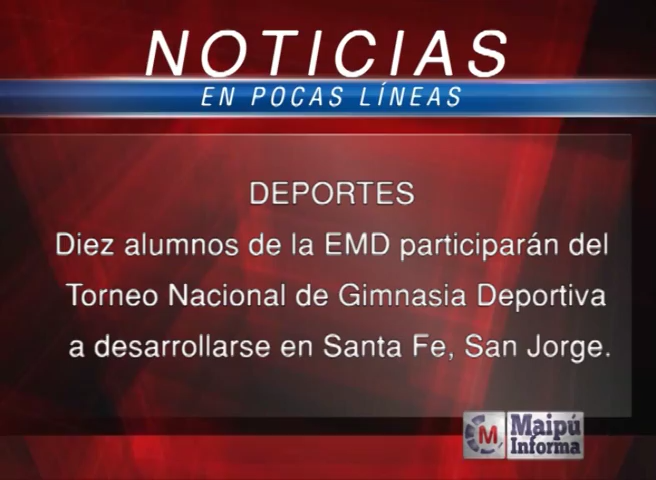 NOTICIAS
EN POCAS LÍNEAS
DEPORTES
Diez alumnos de la EMD participarán del
Torneo Nacional de Gimnasia Deportiva
a desarrollarse en Santa Fe, San Jorge.
M Maipú
Informa